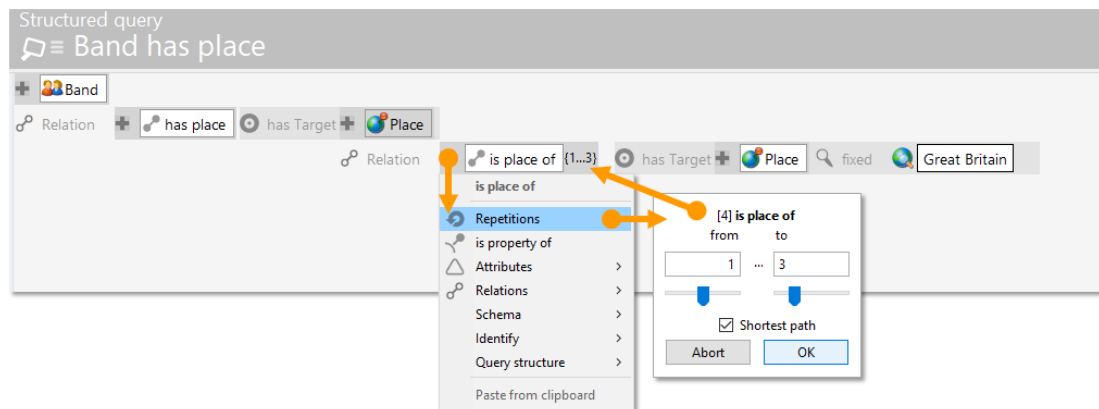 Structured query
Band has place
Band
Relation has place has Target Place
Relation is place of {1...3} has Target Place fixed Great Britain
is place of
Repetitions
is property of
Attributes
Relations
Schema
Identify
Query structure
Paste from clipboard
[4] is place of
from to
1 ... 3
Shortest path
Abort OK